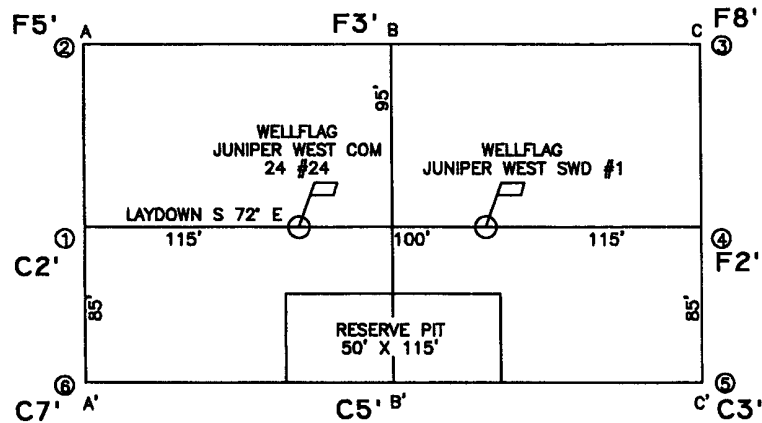 F5' F3' F8'
② A B C ③
95'
WELLFLAG
JUNIPER WEST COM
24 #24
WELLFLAG
JUNIPER WEST SWD #1
LAYDOWN S 72° E
① 115' 100' 115' ④
C2' F2'
85' 85'
RESERVE PIT
50' X 115'
⑥ A' B' C' ⑤
C7' C5' C3'